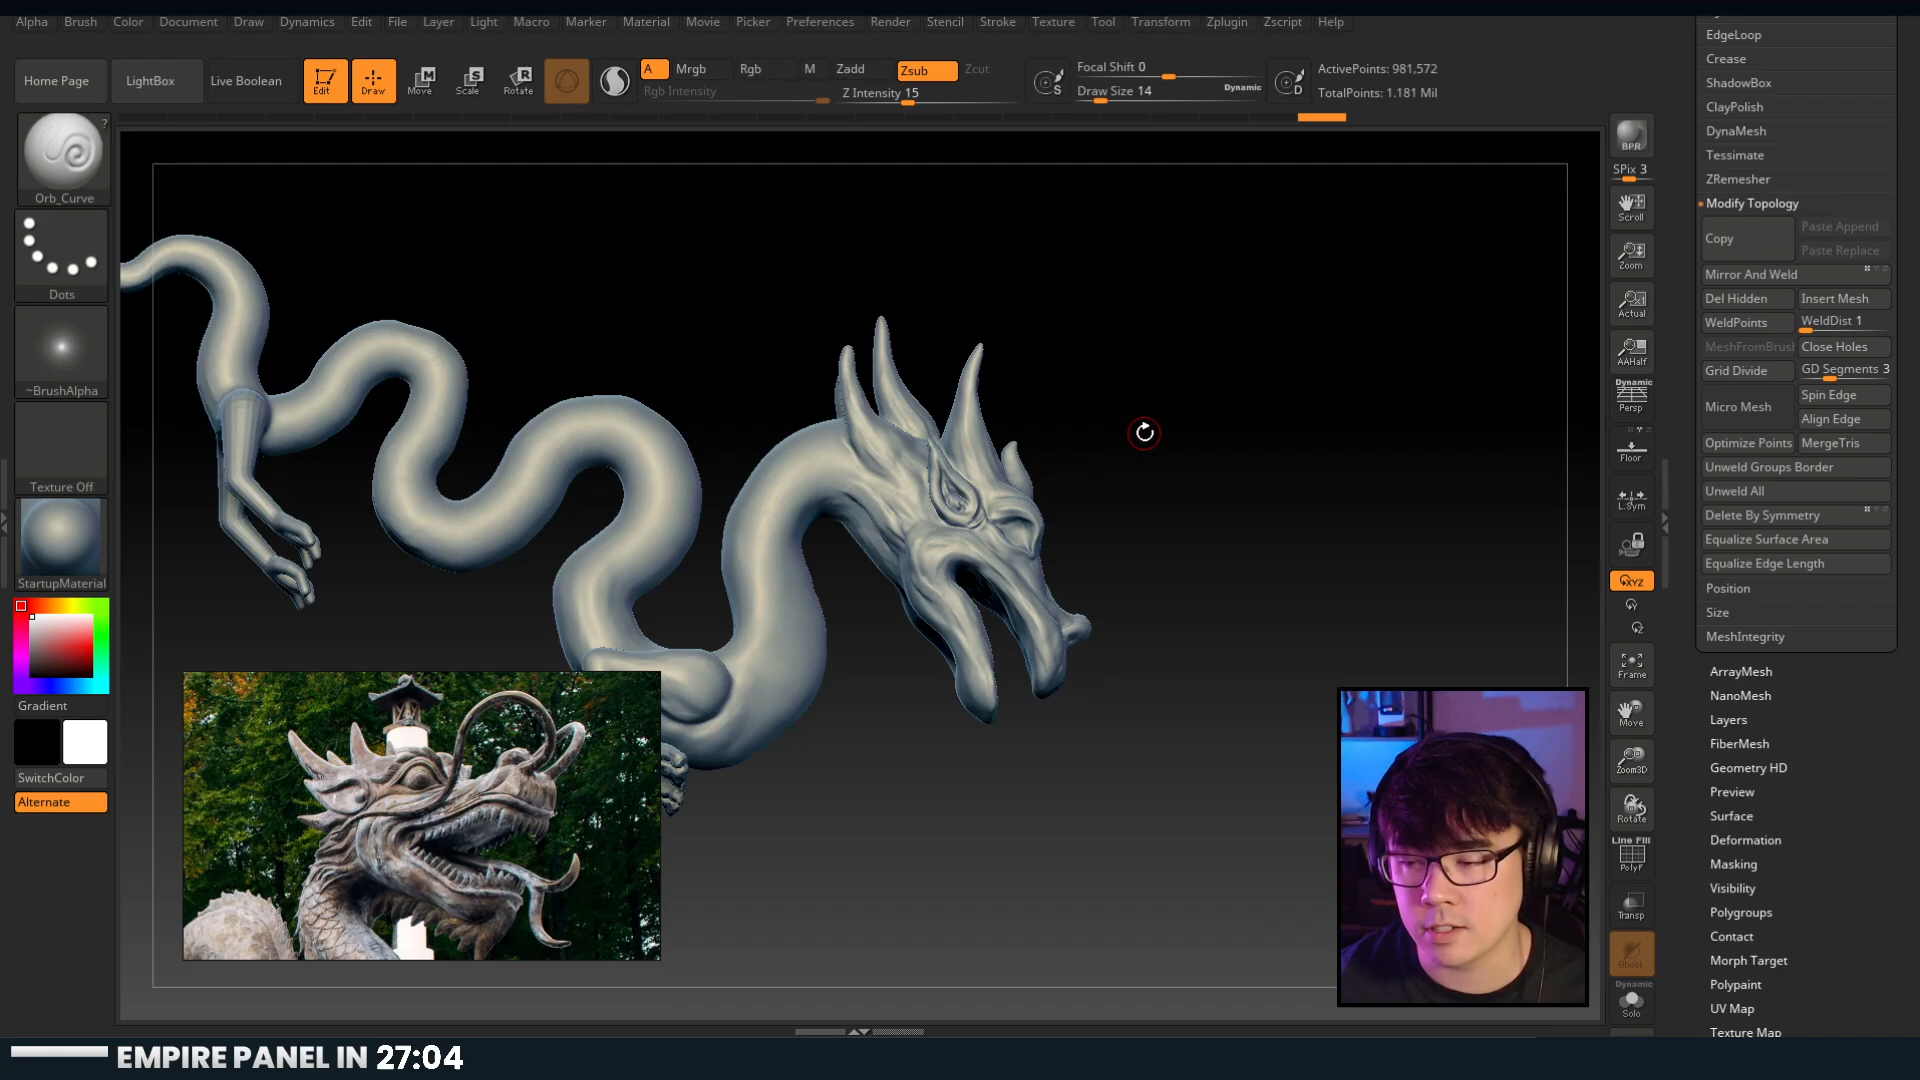 Alpha Brush Color Document Draw Dynamics Edit File Layer Light Macro Marker Material Movie Picker Preferences Render Stencil Stroke Texture Tool Transform Zplugin Zscript Help
Home Page
LightBox
Live Boolean
Edit
Draw
Move
Scale
Rotate
A
Mrgb
Rgb
M
Zadd
Zsub
Zcut
Rgb Intensity
Z Intensity 15
S
Focal Shift 0
Draw Size 14
Dynamic
D
ActivePoints: 981,572
TotalPoints: 1.181 Mil
?
Orb_Curve
Dots
~BrushAlpha
Texture Off
StartupMaterial
Gradient
SwitchColor
Alternate
BPR
SPix 3
Scroll
Zoom
Actual
AAHalf
Dynamic
Persp
Floor
L.Sym
XYZ
Frame
Move
Zoom3D
Rotate
Line Fill
PolyF
Transp
Ghost
Dynamic
Solo
EdgeLoop
Crease
ShadowBox
ClayPolish
DynaMesh
Tessimate
ZRemesher
Modify Topology
Copy
Paste Append
Paste Replace
Mirror And Weld
Del Hidden
Insert Mesh
WeldPoints
WeldDist 1
MeshFromBrush
Close Holes
Grid Divide
GD Segments 3
Micro Mesh
Spin Edge
Align Edge
Optimize Points
MergeTris
Unweld Groups Border
Unweld All
Delete By Symmetry
Equalize Surface Area
Equalize Edge Length
Position
Size
MeshIntegrity
ArrayMesh
NanoMesh
Layers
FiberMesh
Geometry HD
Preview
Surface
Deformation
Masking
Visibility
Polygroups
Contact
Morph Target
Polypaint
UV Map
Texture Map
EMPIRE PANEL IN 27:04